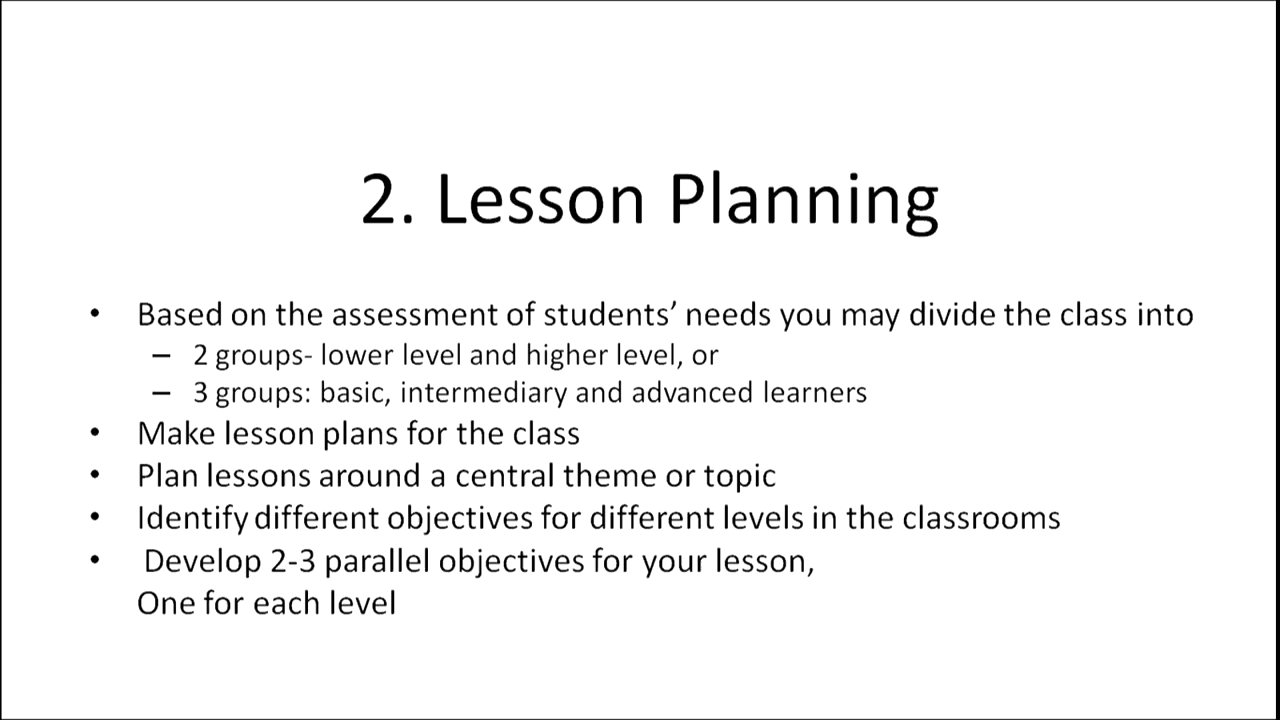 2. Lesson Planning
• Based on the assessment of students’ needs you may divide the class into
– 2 groups- lower level and higher level, or
– 3 groups: basic, intermediary and advanced learners
• Make lesson plans for the class
• Plan lessons around a central theme or topic
• Identify different objectives for different levels in the classrooms
• Develop 2-3 parallel objectives for your lesson,
One for each level